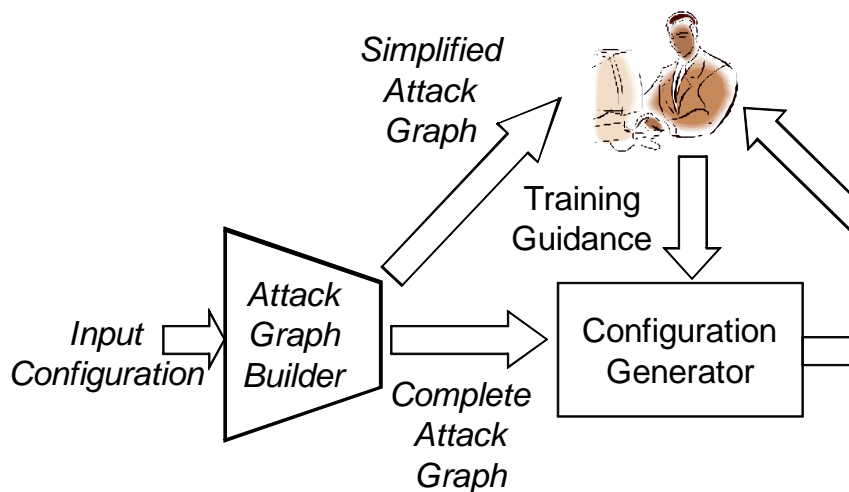 Simplified
Attack
Graph
Training
Guidance
Attack
Graph
Builder
Input
Configuration
Configuration
Generator
Complete
Attack
Graph